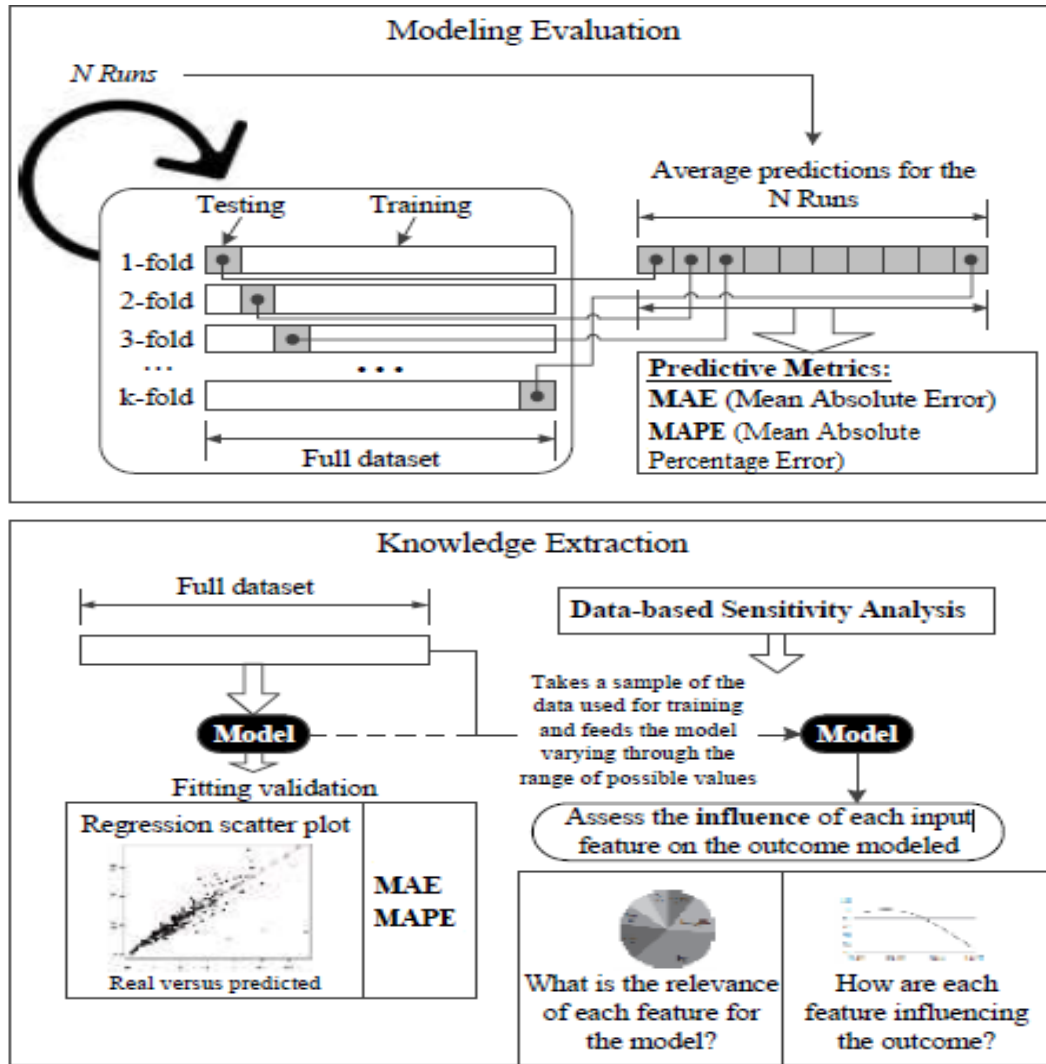 Modeling Evaluation
N Runs
Average predictions for the
N Runs
Testing
Training
1-fold
2-fold
3-fold
...
...
k-fold
Full dataset
Predictive Metrics:
MAE (Mean Absolute Error)
MAPE (Mean Absolute
Percentage Error)
Knowledge Extraction
Full dataset
Model
Fitting validation
Regression scatter plot
Real versus predicted
MAE
MAPE
Data-based Sensitivity Analysis
Takes a sample of the
data used for training
and feeds the model
varying through the
range of possible values
Model
Assess the influence of each input
feature on the outcome modeled
What is the relevance
of each feature for
the model?
How are each
feature influencing
the outcome?